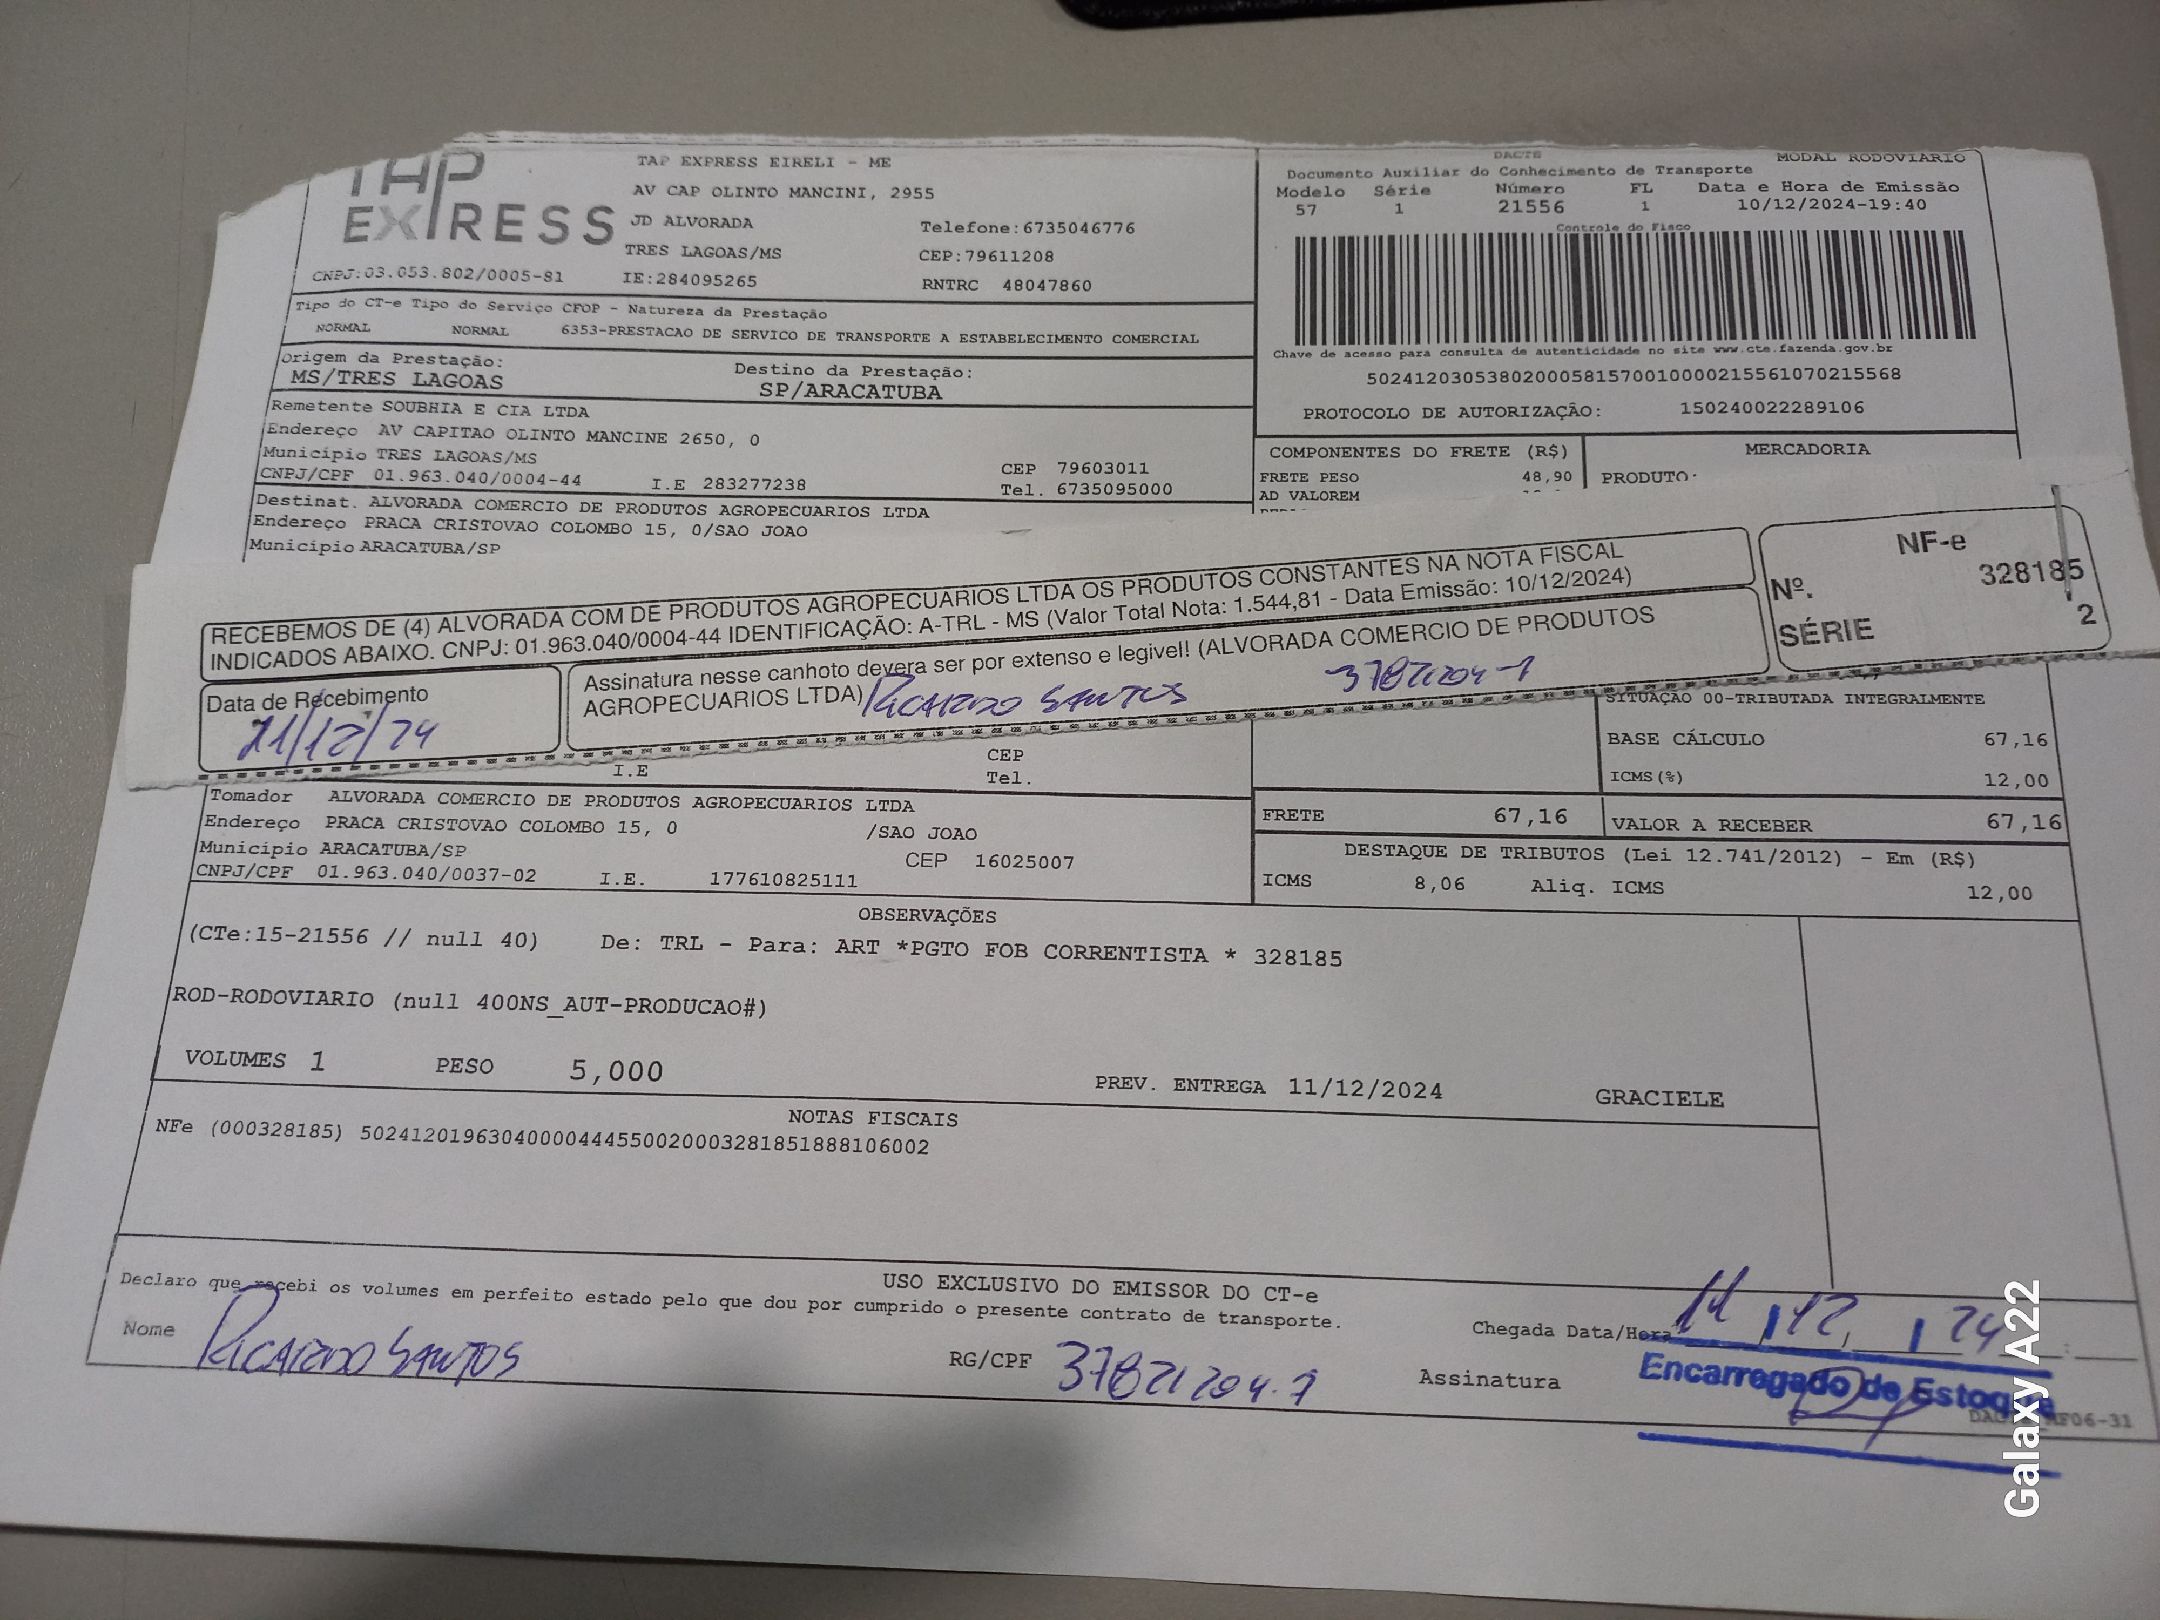 TAP
EXPRESS
CNPJ:03.053.802/0005-81
TAP EXPRESS EIRELI - ME
AV CAP OLINTO MANCINI, 2955
JD ALVORADA Telefone:6735046776
TRES LAGOAS/MS CEP:79611208
IE:284095265 RNTRC 48047860
DACTE MODAL RODOVIARIO
Documento Auxiliar do Conhecimento de Transporte
Modelo Série Número FL Data e Hora de Emissão
57 1 21556 1 10/12/2024-19:40
Controle do Fisco
Chave de acesso para consulta de autenticidade no site www.cte.fazenda.gov.br
50241203053802000581570010000215561070215568
PROTOCOLO DE AUTORIZAÇÃO: 150240022289106
Tipo do CT-e Tipo do Serviço CFOP - Natureza da Prestação
NORMAL NORMAL 6353-PRESTACAO DE SERVICO DE TRANSPORTE A ESTABELECIMENTO COMERCIAL
Origem da Prestação: Destino da Prestação:
MS/TRES LAGOAS SP/ARACATUBA
Remetente SOUBHIA E CIA LTDA
Endereço AV CAPITAO OLINTO MANCINE 2650, 0
Município TRES LAGOAS/MS CEP 79603011
CNPJ/CPF 01.963.040/0004-44 I.E 283277238 Tel. 6735095000
Destinat. ALVORADA COMERCIO DE PRODUTOS AGROPECUARIOS LTDA
Endereço PRACA CRISTOVAO COLOMBO 15, 0/SAO JOAO
Município ARACATUBA/SP
COMPONENTES DO FRETE (R$) MERCADORIA
FRETE PESO 48,90 PRODUTO
AD VALOREM
RECEBEMOS DE (4) ALVORADA COM DE PRODUTOS AGROPECUARIOS LTDA OS PRODUTOS CONSTANTES NA NOTA FISCAL
INDICADOS ABAIXO. CNPJ: 01.963.040/0004-44 IDENTIFICAÇÃO: A-TRL - MS (Valor Total Nota: 1.544,81 - Data Emissão: 10/12/2024)
NF-e
Nº. 328185
SÉRIE 2
Data de Recebimento
11/12/24
Assinatura nesse canhoto devera ser por extenso e legivel! (ALVORADA COMERCIO DE PRODUTOS
AGROPECUARIOS LTDA) RICARDO SANTOS 37821204-1
I.E CEP
Tel.
SITUAÇÃO 00-TRIBUTADA INTEGRALMENTE
BASE CÁLCULO 67,16
ICMS(%) 12,00
Tomador ALVORADA COMERCIO DE PRODUTOS AGROPECUARIOS LTDA
Endereço PRACA CRISTOVAO COLOMBO 15, 0 /SAO JOAO
Município ARACATUBA/SP CEP 16025007
CNPJ/CPF 01.963.040/0037-02 I.E. 177610825111
FRETE 67,16 VALOR A RECEBER 67,16
DESTAQUE DE TRIBUTOS (Lei 12.741/2012) - Em (R$)
ICMS 8,06 Aliq. ICMS 12,00
OBSERVAÇÕES
(CTe:15-21556 // null 40) De: TRL - Para: ART *PGTO FOB CORRENTISTA * 328185
ROD-RODOVIARIO (null 400NS_AUT-PRODUCAO#)
VOLUMES 1 PESO 5,000 PREV. ENTREGA 11/12/2024 GRACIELE
NOTAS FISCAIS
NFe (000328185) 50241201963040000444550020003281851888106002
USO EXCLUSIVO DO EMISSOR DO CT-e
Declaro que recebi os volumes em perfeito estado pelo que dou por cumprido o presente contrato de transporte.
Chegada Data/Hora 11/12/24
Nome RICARDO SANTOS RG/CPF 37821204-1 Assinatura
Encarregado de Estoque
Galaxy A22